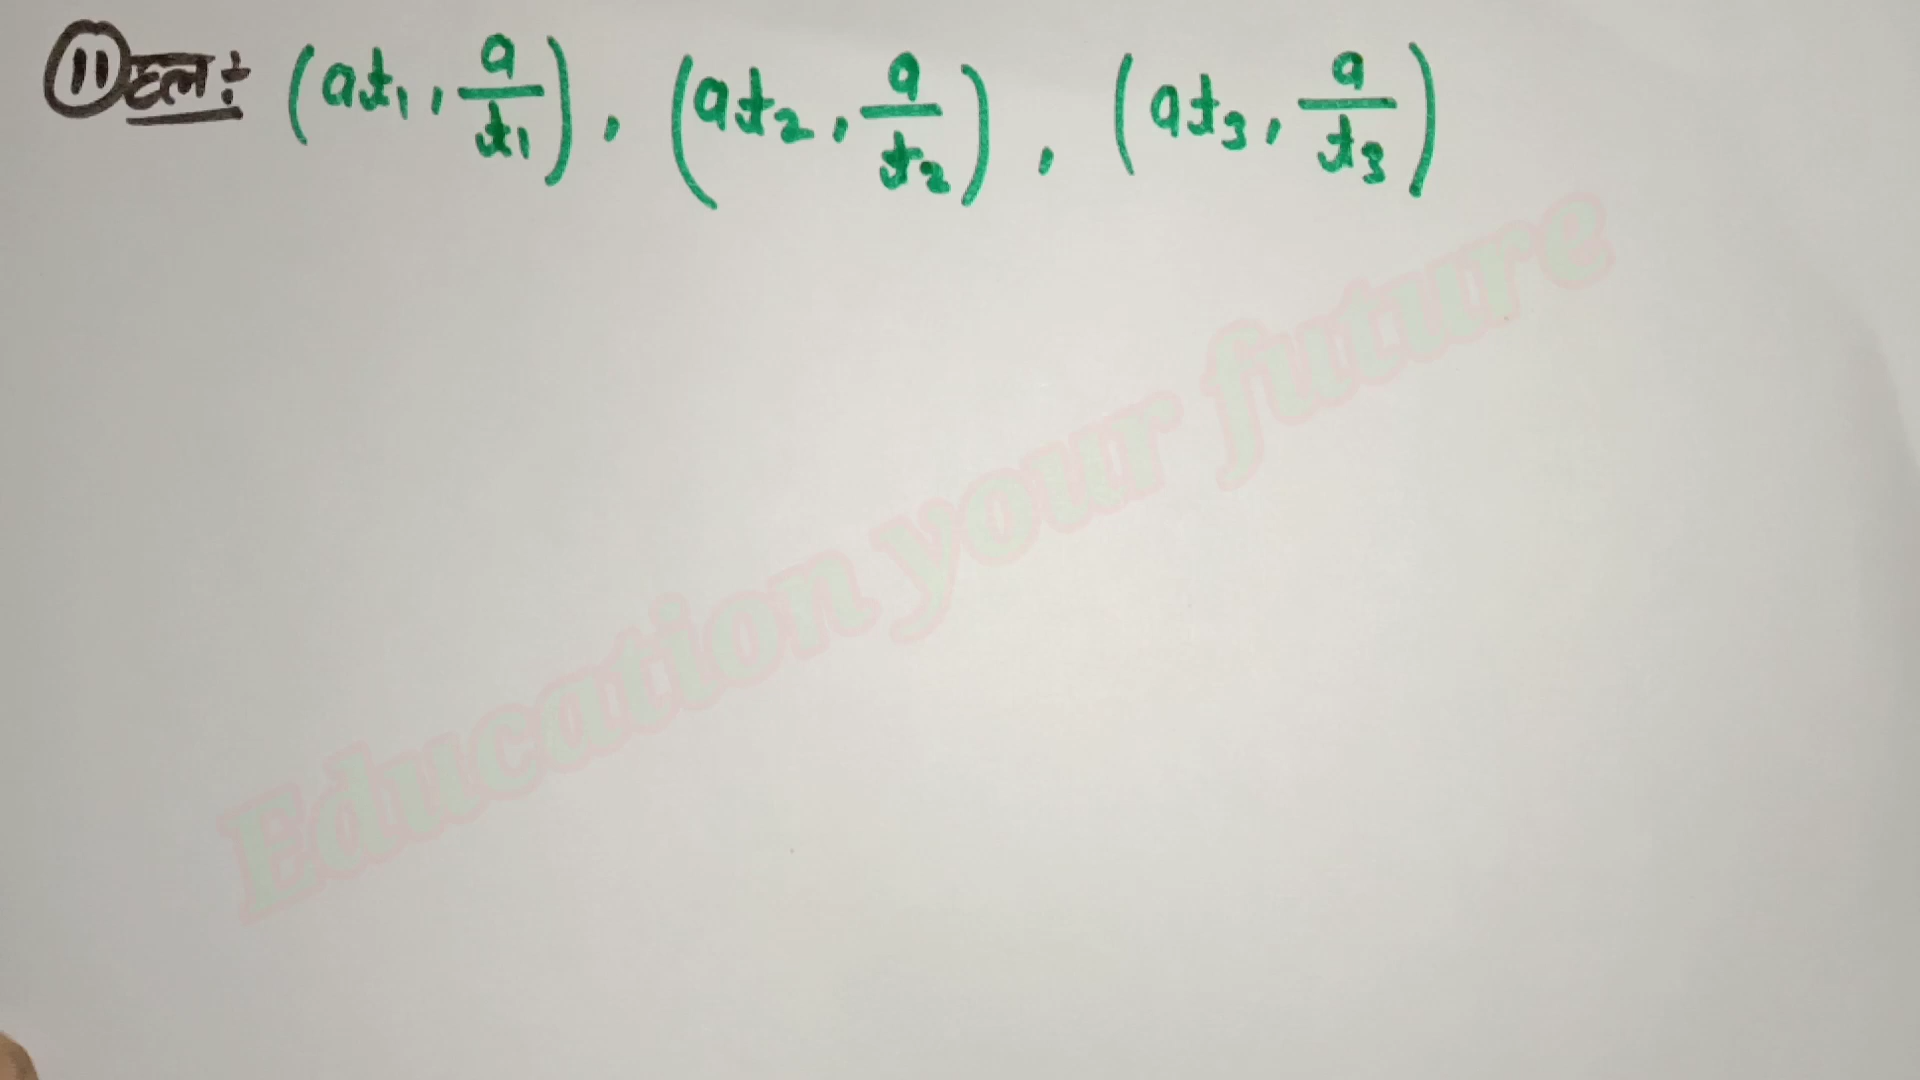 11 हल ÷ (at₁, a/t₁), (at₂, a/t₂), (at₃, a/t₃)
Education your future